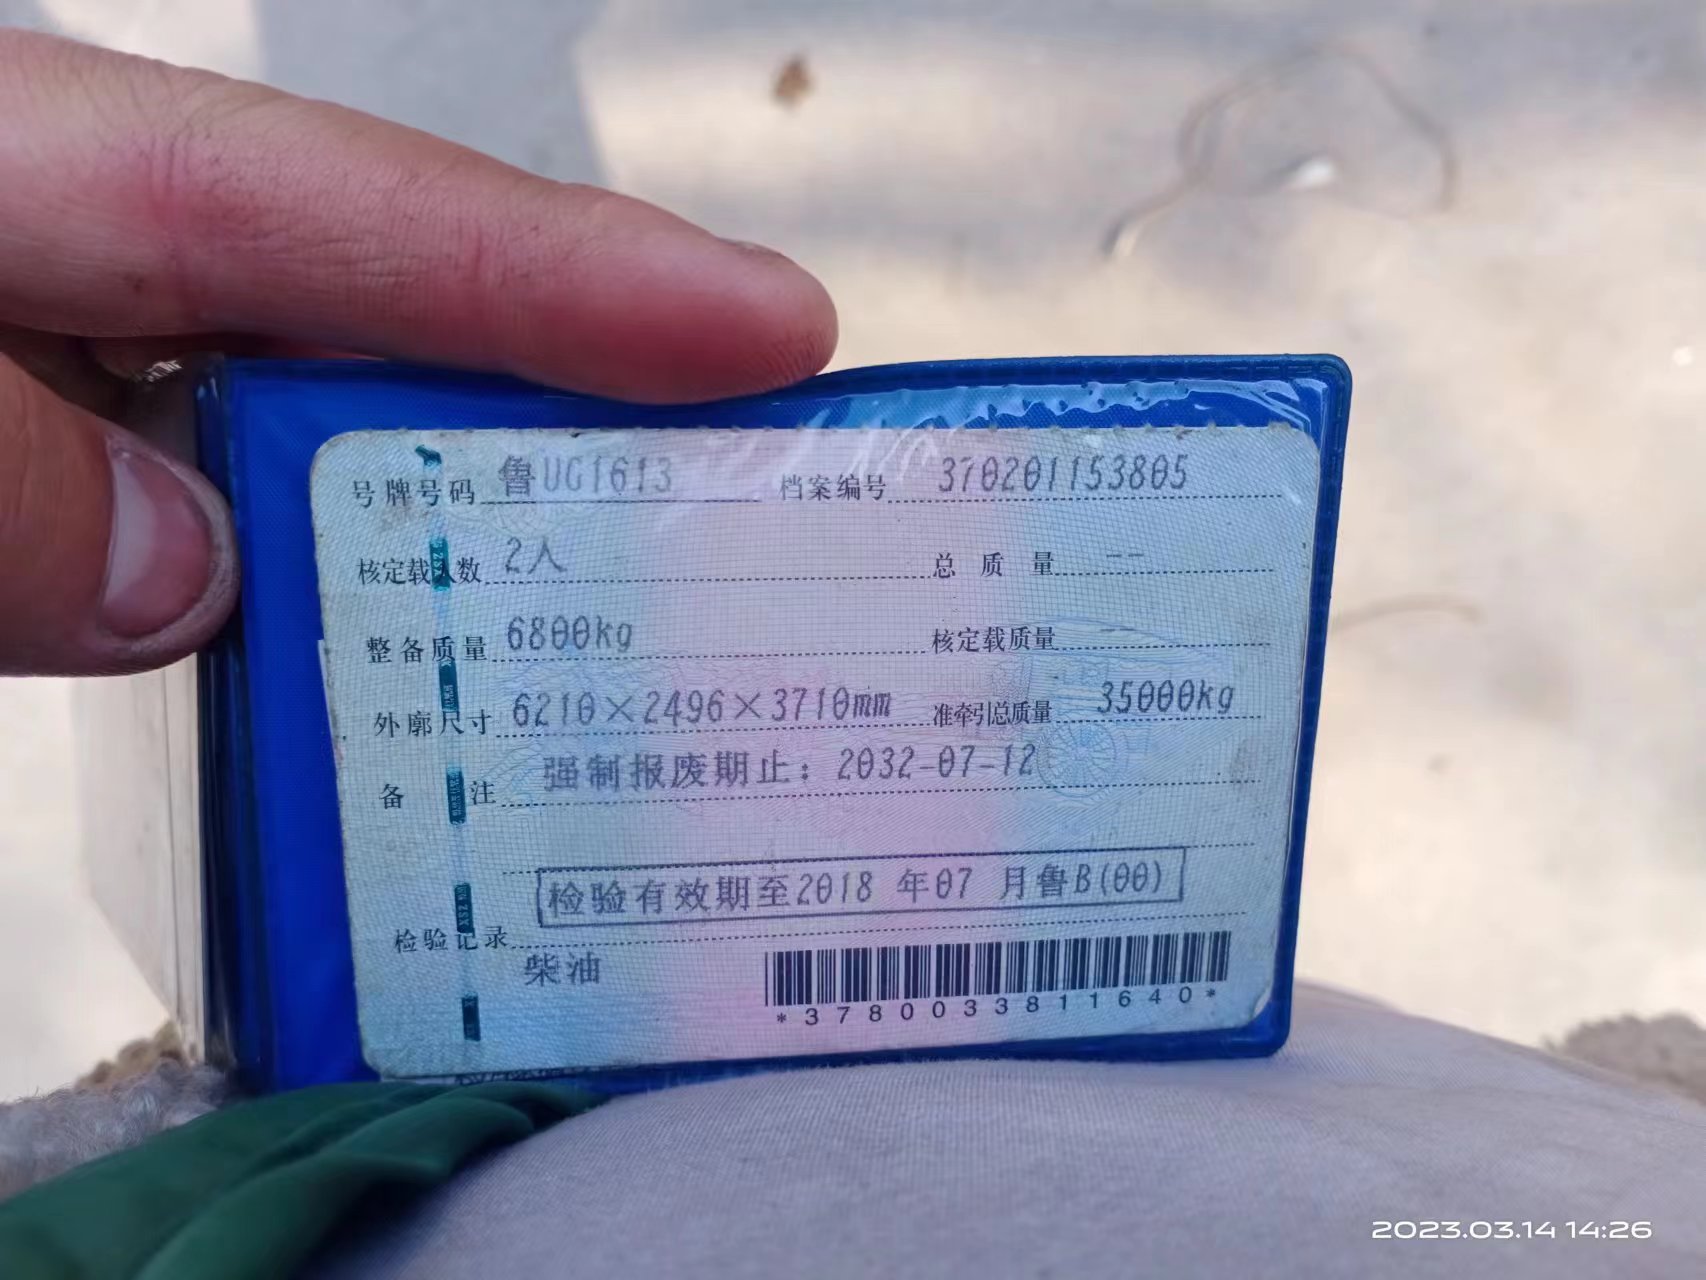 号牌号码 鲁UG1613 档案编号 370201153805
核定载人数 2人 总质量 --
整备质量 6800kg 核定载质量 --
外廓尺寸 6210×2496×3710mm 准牵引总质量 35000kg
备注 强制报废期止：2032-07-12
检验有效期至2018 年07 月鲁B(00)
检验记录
柴油
*3780033811640*
2023.03.14 14:26